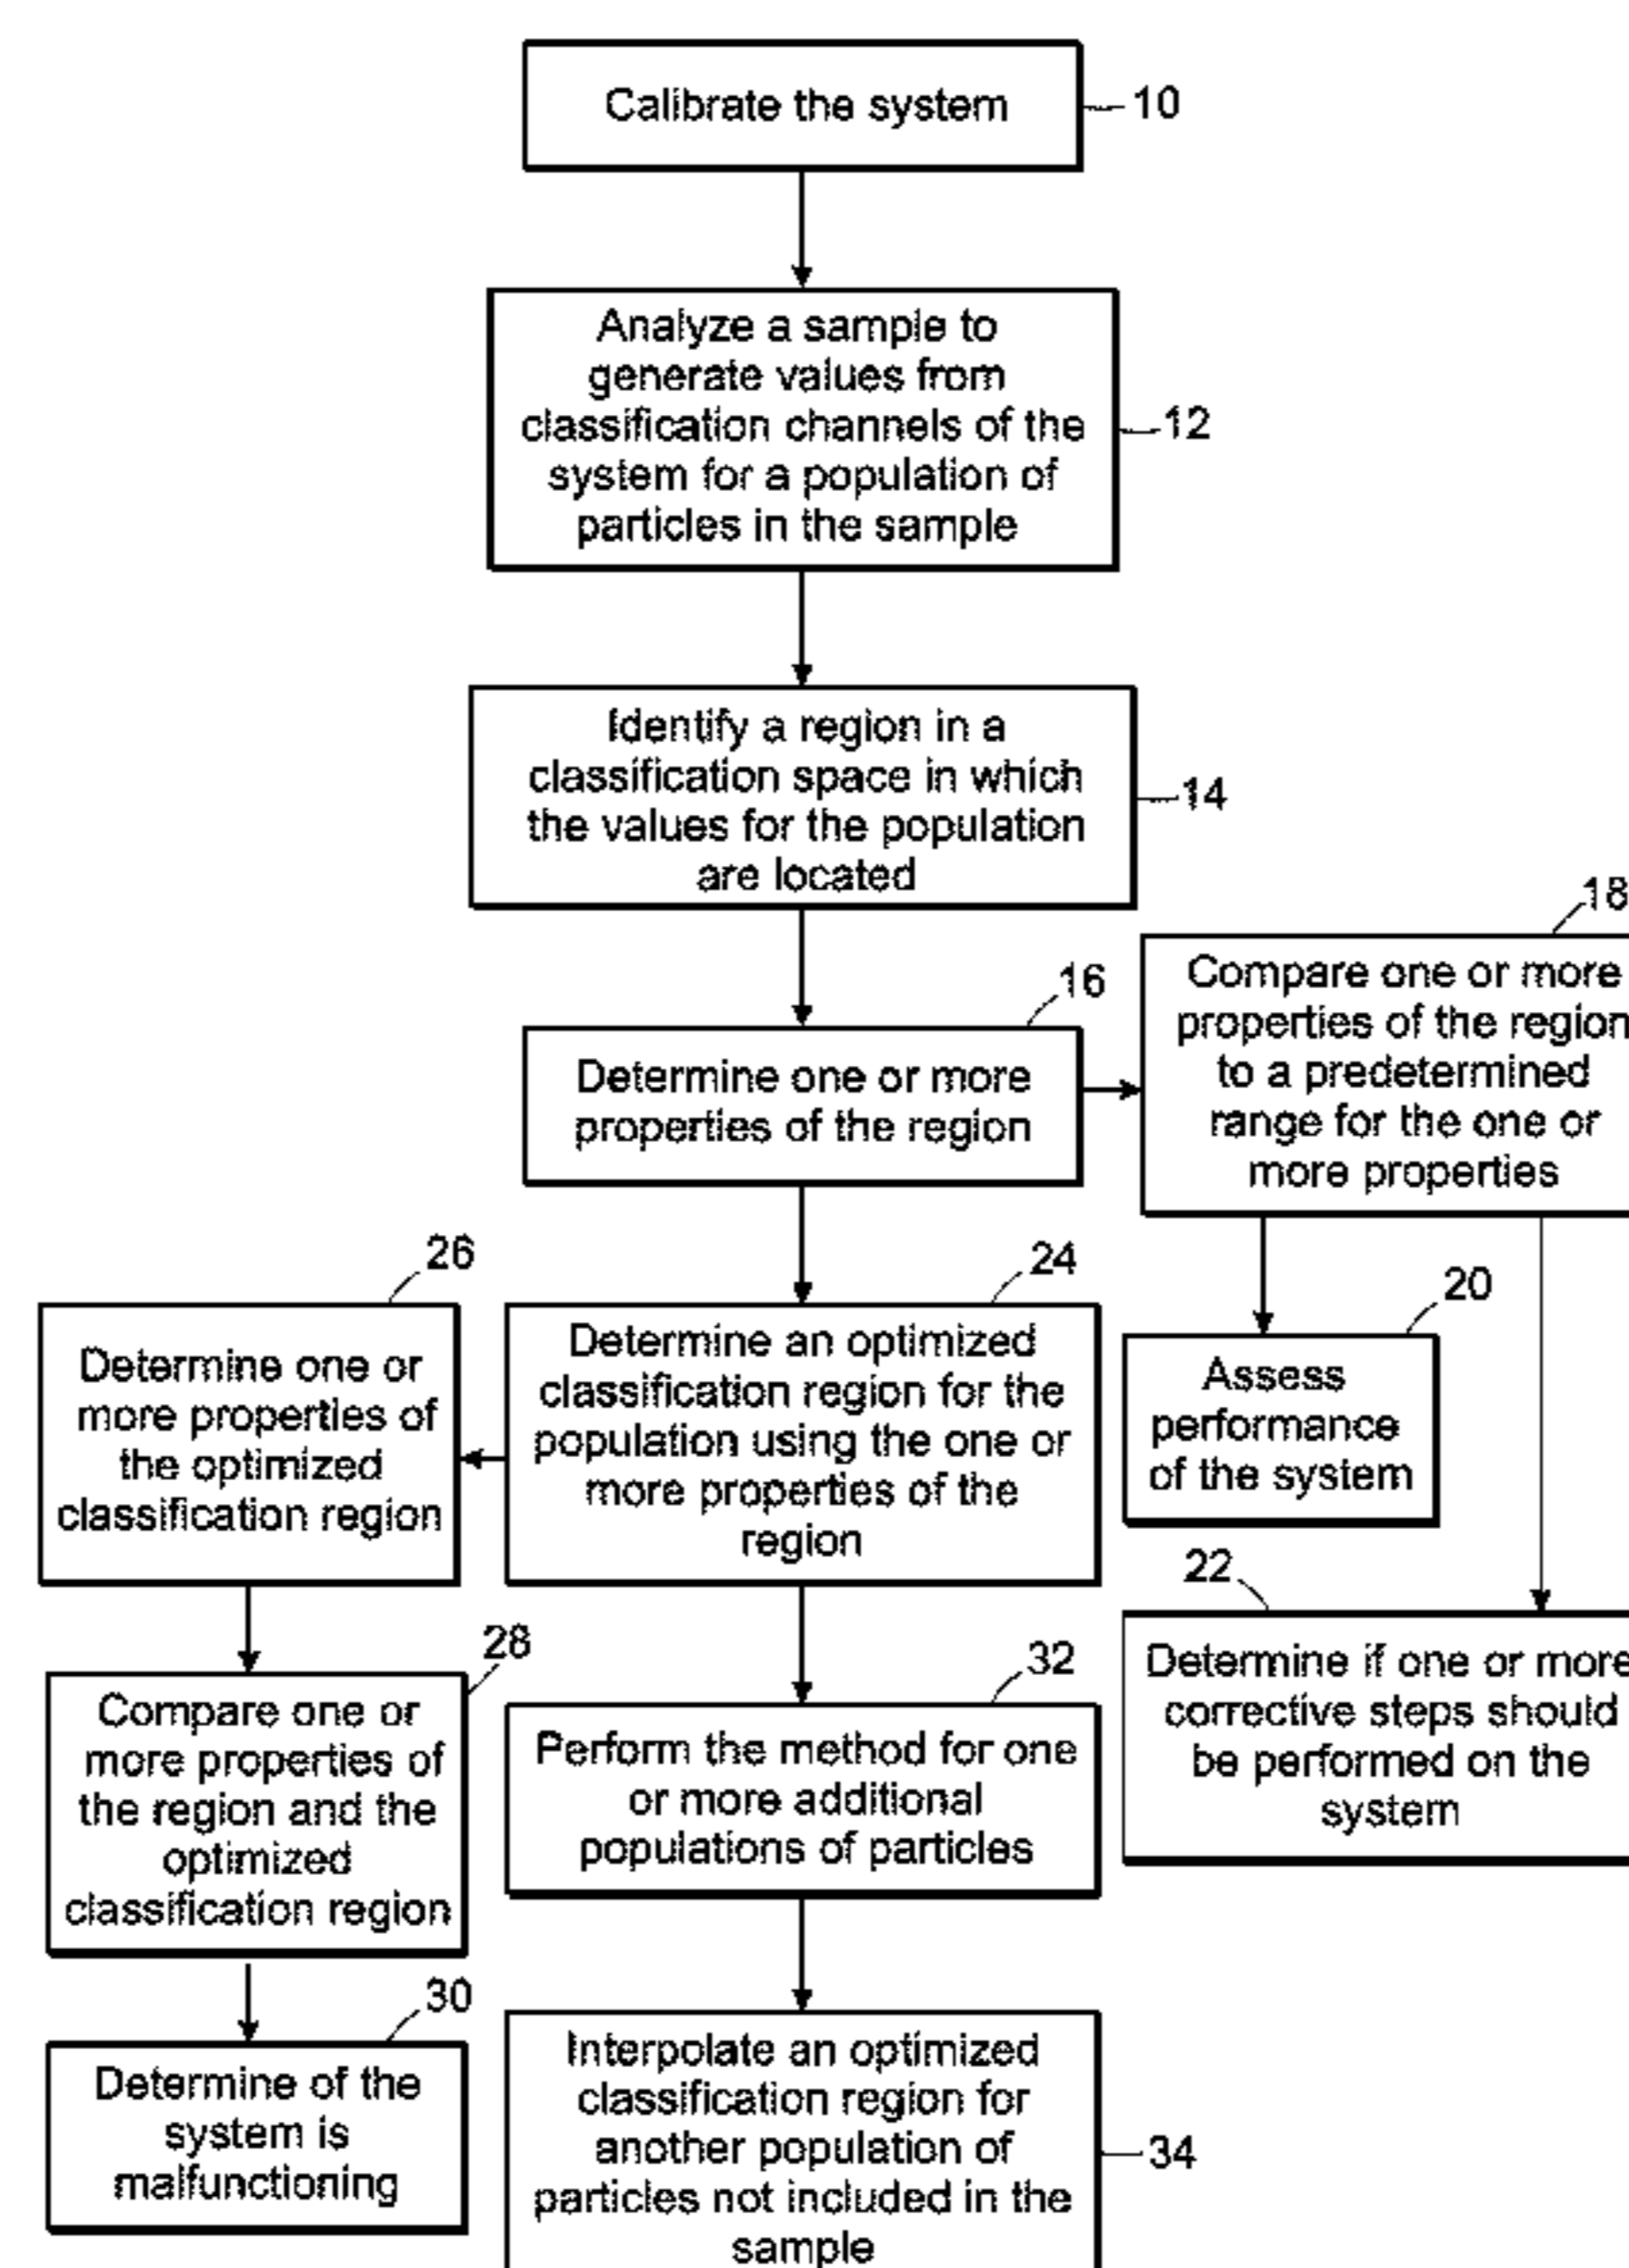 Calibrate the system
10
Analyze a sample to
generate values from
classification channels of the
system for a population of
particles in the sample
12
Identify a region in a
classification space in which
the values for the population
are located
14
16
Determine one or more
properties of the region
18
Compare one or more
properties of the region
to a predetermined
range for the one or
more properties
20
Assess
performance
of the system
22
Determine if one or more
corrective steps should
be performed on the
system
24
Determine an optimized
classification region for the
population using the one or
more properties of the
region
26
Determine one or
more properties of
the optimized
classification region
28
Compare one or
more properties of
the region and the
optimized
classification region
30
Determine of the
system is
malfunctioning
32
Perform the method for one
or more additional
populations of particles
Interpolate an optimized
classification region for
another population of
particles not included in the
sample
34